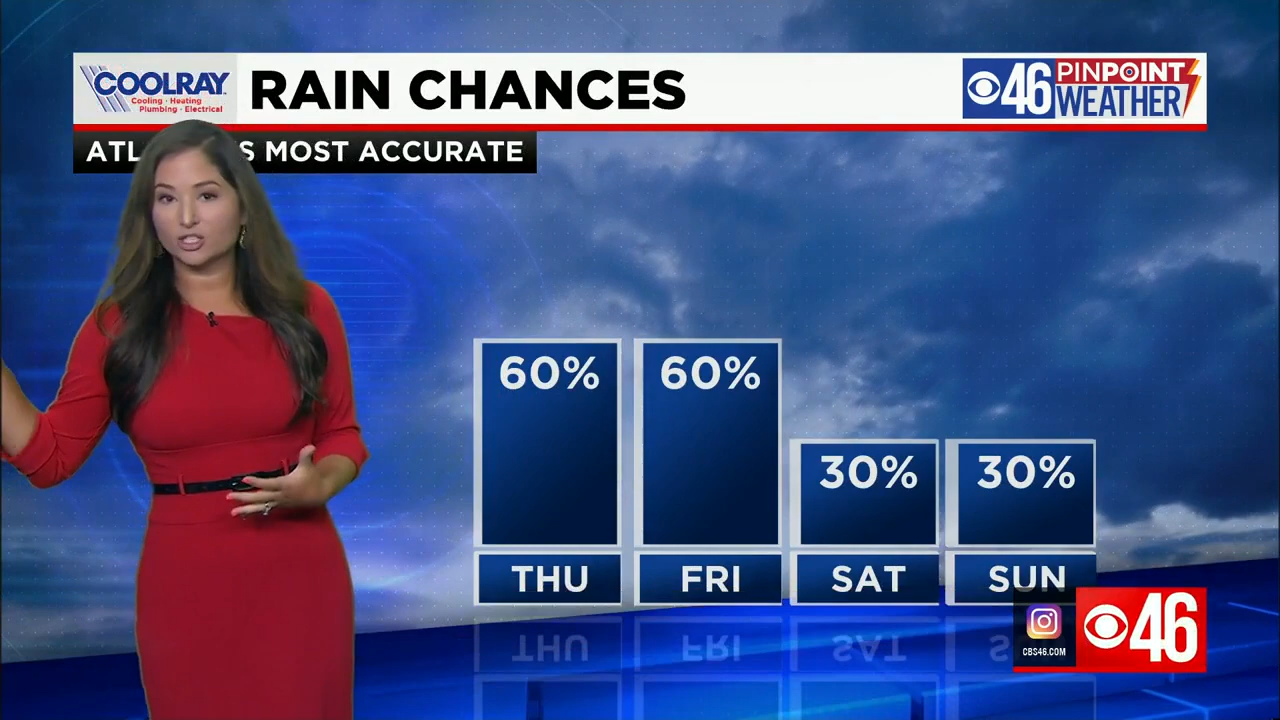 COOLRAY
Cooling · Heating
Plumbing · Electrical
RAIN CHANCES
46 PINPOINT
WEATHER
S MOST ACCURATE
60% 60% 30% 30%
THU FRI SAT SUN
CBS46.COM
46